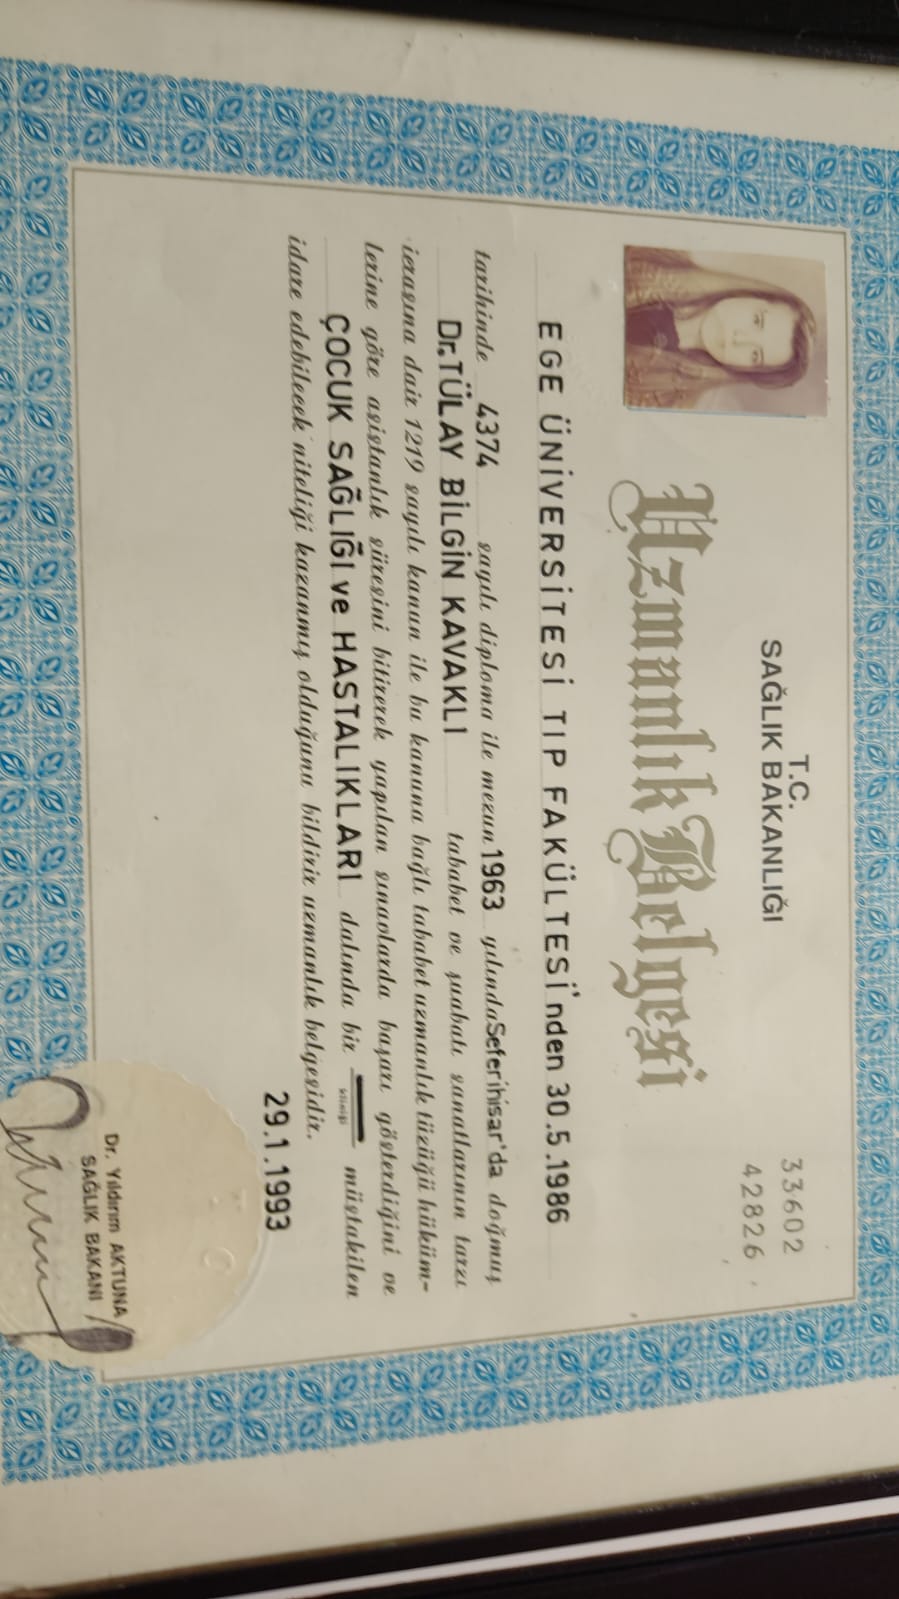 33602
42826
T.C.
SAĞLIK BAKANLIĞI
Uzmanlık Belgesi
EGE ÜNİVERSİTESİ TIP FAKÜLTESİ'nden 30.5.1986
tarihinde 4374 sayılı diploma ile mezun 1963 yılında Seferihisar'da doğmuş
Dr.TÜLAY BİLGİN KAVAKLI tababet ve şuabatı sanatlarının tarzı
icrasına dair 1219 sayılı kanun ile bu kanuna bağlı tababet uzmanlık tüzüğü hüküm-
lerine göre asistanlık süresini bitirerek yapılan sınavlarda başarı gösterdiğini ve
ÇOCUK SAĞLIĞI ve HASTALIKLARI dalında bir müstakilen
idare edebilecek niteliği kazanmış olduğunu bildirir uzmanlık belgesidir.
29.1.1993
Dr. Yıldırım AKTUNA
SAĞLIK BAKANI